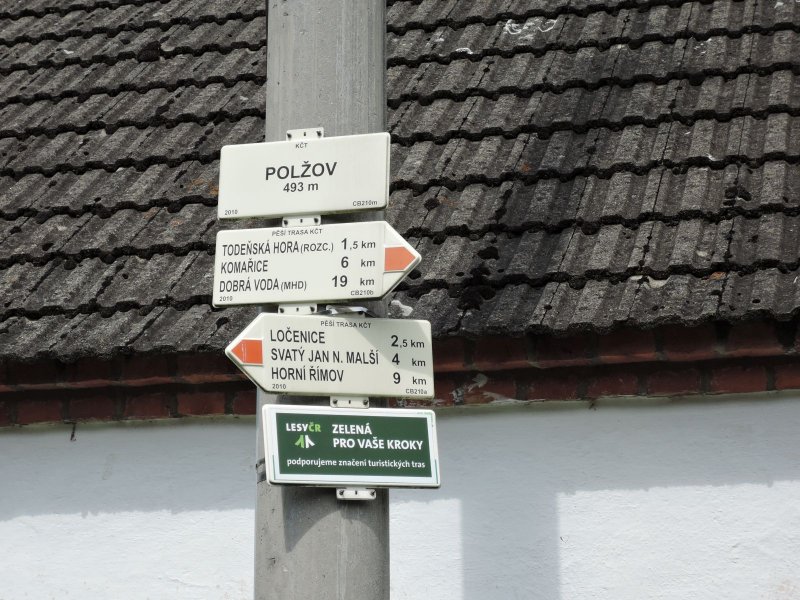 KČT
POLŽOV
493 m
2010 CB210m
PĚŠÍ TRASA KČT
TODEŇSKÁ HORA (ROZC.) 1,5 km
KOMAŘICE 6 km
DOBRÁ VODA (MHD) 19 km
2010 CB210b
PĚŠÍ TRASA KČT
LOČENICE 2,5 km
SVATÝ JAN N. MALŠÍ 4 km
HORNÍ ŘÍMOV 9 km
2010 CB210a
LESYČR ZELENÁ
PRO VAŠE KROKY
podporujeme značení turistických tras